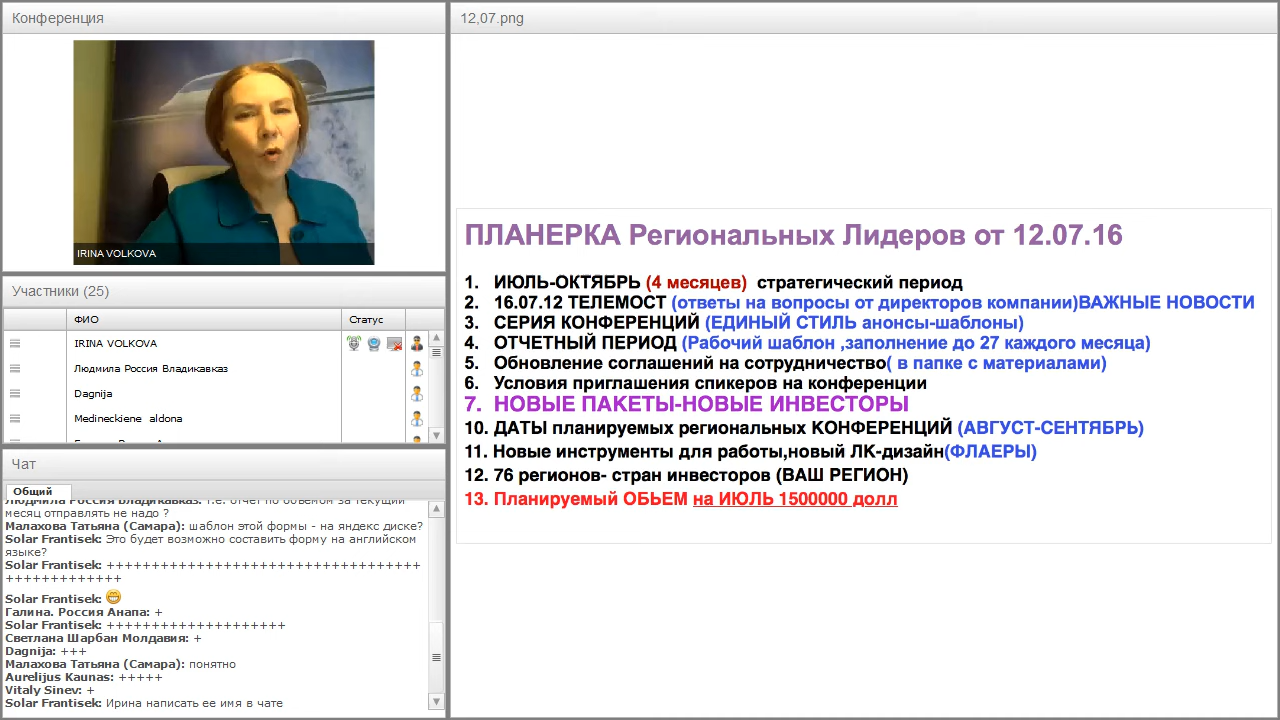 Конференция
IRINA VOLKOVA
Участники (25)
ФИО
Статус
IRINA VOLKOVA
Людмила Россия Владикавказ
Dagnija
Medineckiene aldona
Чат
Общий
Людмила Россия Владикавказ: т.е. отчет по объемом за текущий
месяц отправлять не надо ?
Малахова Татьяна (Самара): шаблон этой формы - на яндекс диске?
Solar Frantisek: Это будет возможно составить форму на английском
языке?
Solar Frantisek: +++++++++++++++++++++++++++++++++++
+++++++++++++
Solar Frantisek:
Галина. Россия Анапа: +
Solar Frantisek: ++++++++++++++++++++
Светлана Шарбан Молдавия: +
Dagnija: +++
Малахова Татьяна (Самара): понятно
Aurelijus Kaunas: +++++
Vitaly Sinev: +
Solar Frantisek: Ирина написать ее имя в чате
12,07.png
ПЛАНЕРКА Региональных Лидеров от 12.07.16
1. ИЮЛЬ-ОКТЯБРЬ (4 месяцев) стратегический период
2. 16.07.12 ТЕЛЕМОСТ (ответы на вопросы от директоров компании)ВАЖНЫЕ НОВОСТИ
3. СЕРИЯ КОНФЕРЕНЦИЙ (ЕДИНЫЙ СТИЛЬ анонсы-шаблоны)
4. ОТЧЕТНЫЙ ПЕРИОД (Рабочий шаблон ,заполнение до 27 каждого месяца)
5. Обновление соглашений на сотрудничество( в папке с материалами)
6. Условия приглашения спикеров на конференции
7. НОВЫЕ ПАКЕТЫ-НОВЫЕ ИНВЕСТОРЫ
10. ДАТЫ планируемых региональных КОНФЕРЕНЦИЙ (АВГУСТ-СЕНТЯБРЬ)
11. Новые инструменты для работы,новый ЛК-дизайн(ФЛАЕРЫ)
12. 76 регионов- стран инвесторов (ВАШ РЕГИОН)
13. Планируемый ОБЬЕМ на ИЮЛЬ 1500000 долл